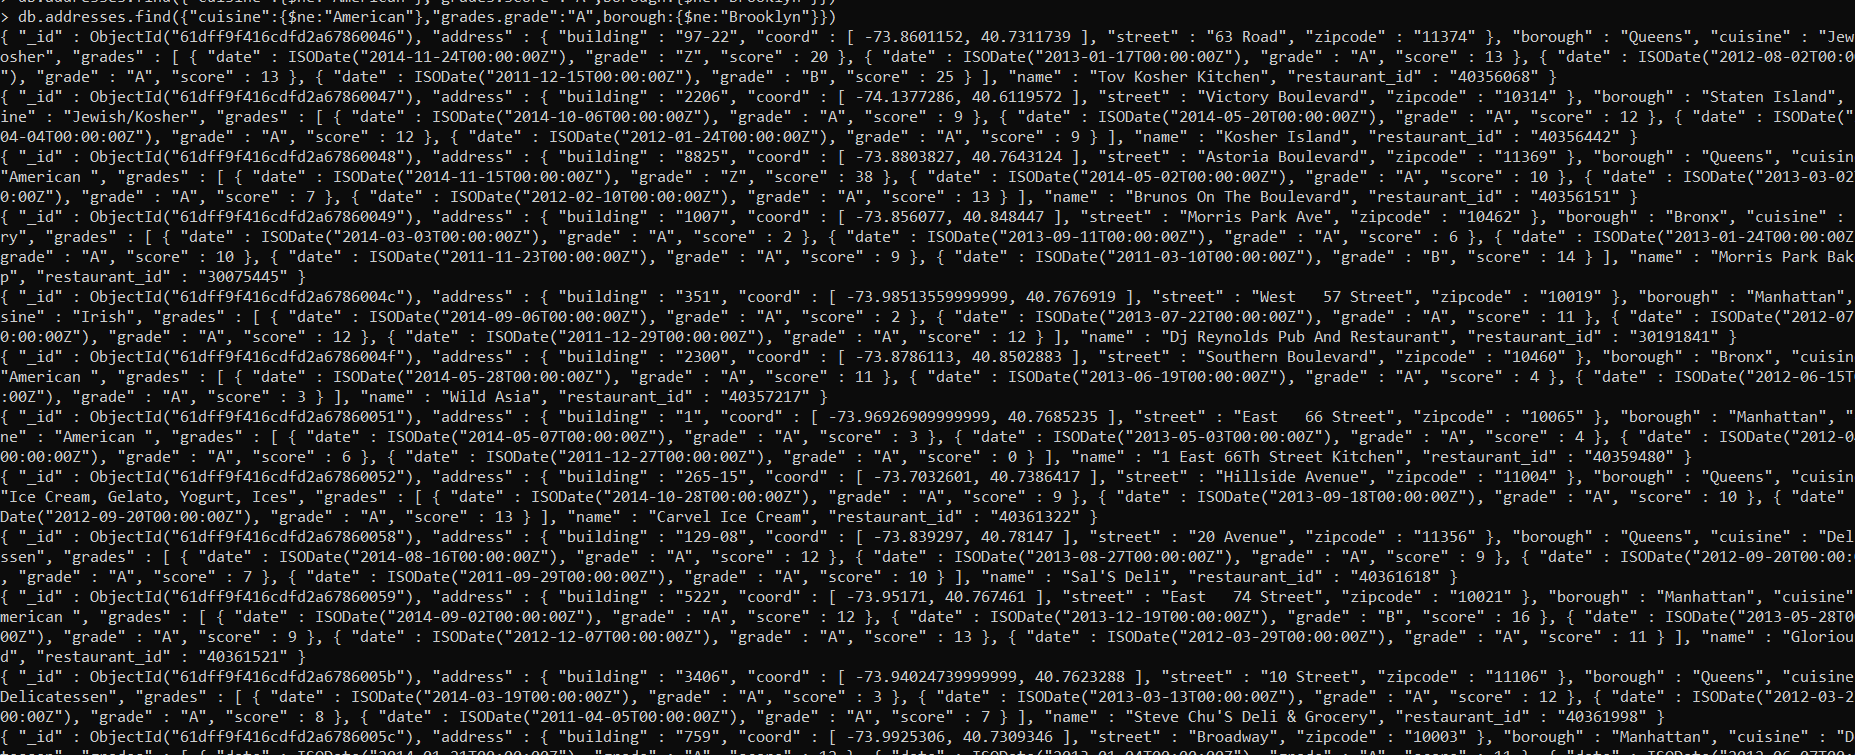 > db.addresses.find({"cuisine":{$ne:"American"},"grades.score":"A",borough:{$ne:"Brooklyn"}})
> db.addresses.find({"cuisine":{$ne:"American"},"grades.grade":"A",borough:{$ne:"Brooklyn"}})
{ "_id" : ObjectId("61dff9f416cdfd2a67860046"), "address" : { "building" : "97-22", "coord" : [ -73.8601152, 40.7311739 ], "street" : "63 Road", "zipcode" : "11374" }, "borough" : "Queens", "cuisine" : "Jew
osher", "grades" : [ { "date" : ISODate("2014-11-24T00:00:00Z"), "grade" : "Z", "score" : 20 }, { "date" : ISODate("2013-01-17T00:00:00Z"), "grade" : "A", "score" : 13 }, { "date" : ISODate("2012-08-02T00:00
"), "grade" : "A", "score" : 13 }, { "date" : ISODate("2011-12-15T00:00:00Z"), "grade" : "B", "score" : 25 } ], "name" : "Tov Kosher Kitchen", "restaurant_id" : "40356068" }
{ "_id" : ObjectId("61dff9f416cdfd2a67860047"), "address" : { "building" : "2206", "coord" : [ -74.1377286, 40.6119572 ], "street" : "Victory Boulevard", "zipcode" : "10314" }, "borough" : "Staten Island",
ine" : "Jewish/Kosher", "grades" : [ { "date" : ISODate("2014-10-06T00:00:00Z"), "grade" : "A", "score" : 9 }, { "date" : ISODate("2014-05-20T00:00:00Z"), "grade" : "A", "score" : 12 }, { "date" : ISODate("
04-04T00:00:00Z"), "grade" : "A", "score" : 12 }, { "date" : ISODate("2012-01-24T00:00:00Z"), "grade" : "A", "score" : 9 } ], "name" : "Kosher Island", "restaurant_id" : "40356442" }
{ "_id" : ObjectId("61dff9f416cdfd2a67860048"), "address" : { "building" : "8825", "coord" : [ -73.8803827, 40.7643124 ], "street" : "Astoria Boulevard", "zipcode" : "11369" }, "borough" : "Queens", "cuisin
"American ", "grades" : [ { "date" : ISODate("2014-11-15T00:00:00Z"), "grade" : "Z", "score" : 38 }, { "date" : ISODate("2014-05-02T00:00:00Z"), "grade" : "A", "score" : 10 }, { "date" : ISODate("2013-03-02
0:00Z"), "grade" : "A", "score" : 7 }, { "date" : ISODate("2012-02-10T00:00:00Z"), "grade" : "A", "score" : 13 } ], "name" : "Brunos On The Boulevard", "restaurant_id" : "40356151" }
{ "_id" : ObjectId("61dff9f416cdfd2a67860049"), "address" : { "building" : "1007", "coord" : [ -73.856077, 40.848447 ], "street" : "Morris Park Ave", "zipcode" : "10462" }, "borough" : "Bronx", "cuisine" :
ry", "grades" : [ { "date" : ISODate("2014-03-03T00:00:00Z"), "grade" : "A", "score" : 2 }, { "date" : ISODate("2013-09-11T00:00:00Z"), "grade" : "A", "score" : 6 }, { "date" : ISODate("2013-01-24T00:00:00Z
grade" : "A", "score" : 10 }, { "date" : ISODate("2011-11-23T00:00:00Z"), "grade" : "A", "score" : 9 }, { "date" : ISODate("2011-03-10T00:00:00Z"), "grade" : "B", "score" : 14 } ], "name" : "Morris Park Bak
p", "restaurant_id" : "30075445" }
{ "_id" : ObjectId("61dff9f416cdfd2a6786004c"), "address" : { "building" : "351", "coord" : [ -73.98513559999999, 40.7676919 ], "street" : "West   57 Street", "zipcode" : "10019" }, "borough" : "Manhattan",
sine" : "Irish", "grades" : [ { "date" : ISODate("2014-09-06T00:00:00Z"), "grade" : "A", "score" : 2 }, { "date" : ISODate("2013-07-22T00:00:00Z"), "grade" : "A", "score" : 11 }, { "date" : ISODate("2012-07
0:00:00Z"), "grade" : "A", "score" : 12 }, { "date" : ISODate("2011-12-29T00:00:00Z"), "grade" : "A", "score" : 12 } ], "name" : "Dj Reynolds Pub And Restaurant", "restaurant_id" : "30191841" }
{ "_id" : ObjectId("61dff9f416cdfd2a6786004f"), "address" : { "building" : "2300", "coord" : [ -73.8786113, 40.8502883 ], "street" : "Southern Boulevard", "zipcode" : "10460" }, "borough" : "Bronx", "cuisin
"American ", "grades" : [ { "date" : ISODate("2014-05-28T00:00:00Z"), "grade" : "A", "score" : 11 }, { "date" : ISODate("2013-06-19T00:00:00Z"), "grade" : "A", "score" : 4 }, { "date" : ISODate("2012-06-15T
:00Z"), "grade" : "A", "score" : 3 } ], "name" : "Wild Asia", "restaurant_id" : "40357217" }
{ "_id" : ObjectId("61dff9f416cdfd2a67860051"), "address" : { "building" : "1", "coord" : [ -73.96926909999999, 40.7685235 ], "street" : "East   66 Street", "zipcode" : "10065" }, "borough" : "Manhattan", "
ne" : "American ", "grades" : [ { "date" : ISODate("2014-05-07T00:00:00Z"), "grade" : "A", "score" : 3 }, { "date" : ISODate("2013-05-03T00:00:00Z"), "grade" : "A", "score" : 4 }, { "date" : ISODate("2012-0
00:00Z"), "grade" : "A", "score" : 6 }, { "date" : ISODate("2011-12-27T00:00:00Z"), "grade" : "A", "score" : 0 } ], "name" : "1 East 66Th Street Kitchen", "restaurant_id" : "40359480" }
{ "_id" : ObjectId("61dff9f416cdfd2a67860052"), "address" : { "building" : "265-15", "coord" : [ -73.7032601, 40.7386417 ], "street" : "Hillside Avenue", "zipcode" : "11004" }, "borough" : "Queens", "cuisin
"Ice Cream, Gelato, Yogurt, Ices", "grades" : [ { "date" : ISODate("2014-10-28T00:00:00Z"), "grade" : "A", "score" : 9 }, { "date" : ISODate("2013-09-18T00:00:00Z"), "grade" : "A", "score" : 10 }, { "date"
Date("2012-09-20T00:00:00Z"), "grade" : "A", "score" : 13 } ], "name" : "Carvel Ice Cream", "restaurant_id" : "40361322" }
{ "_id" : ObjectId("61dff9f416cdfd2a67860058"), "address" : { "building" : "129-08", "coord" : [ -73.839297, 40.78147 ], "street" : "20 Avenue", "zipcode" : "11356" }, "borough" : "Queens", "cuisine" : "Del
ssen", "grades" : [ { "date" : ISODate("2014-08-16T00:00:00Z"), "grade" : "A", "score" : 12 }, { "date" : ISODate("2013-08-27T00:00:00Z"), "grade" : "A", "score" : 9 }, { "date" : ISODate("2012-09-20T00:00:
, "grade" : "A", "score" : 7 }, { "date" : ISODate("2011-09-29T00:00:00Z"), "grade" : "A", "score" : 10 } ], "name" : "Sal'S Deli", "restaurant_id" : "40361618" }
{ "_id" : ObjectId("61dff9f416cdfd2a67860059"), "address" : { "building" : "522", "coord" : [ -73.95171, 40.767461 ], "street" : "East   74 Street", "zipcode" : "10021" }, "borough" : "Manhattan", "cuisine"
merican ", "grades" : [ { "date" : ISODate("2014-09-02T00:00:00Z"), "grade" : "A", "score" : 12 }, { "date" : ISODate("2013-12-19T00:00:00Z"), "grade" : "B", "score" : 16 }, { "date" : ISODate("2013-05-28T0
00Z"), "grade" : "A", "score" : 9 }, { "date" : ISODate("2012-12-07T00:00:00Z"), "grade" : "A", "score" : 13 }, { "date" : ISODate("2012-03-29T00:00:00Z"), "grade" : "A", "score" : 11 } ], "name" : "Gloriou
d", "restaurant_id" : "40361521" }
{ "_id" : ObjectId("61dff9f416cdfd2a6786005b"), "address" : { "building" : "3406", "coord" : [ -73.94024739999999, 40.7623288 ], "street" : "10 Street", "zipcode" : "11106" }, "borough" : "Queens", "cuisine
Delicatessen", "grades" : [ { "date" : ISODate("2014-03-19T00:00:00Z"), "grade" : "A", "score" : 3 }, { "date" : ISODate("2013-03-13T00:00:00Z"), "grade" : "A", "score" : 12 }, { "date" : ISODate("2012-03-2
00:00Z"), "grade" : "A", "score" : 8 }, { "date" : ISODate("2011-04-05T00:00:00Z"), "grade" : "A", "score" : 7 } ], "name" : "Steve Chu'S Deli & Grocery", "restaurant_id" : "40361998" }
{ "_id" : ObjectId("61dff9f416cdfd2a6786005c"), "address" : { "building" : "759", "coord" : [ -73.9925306, 40.7309346 ], "street" : "Broadway", "zipcode" : "10003" }, "borough" : "Manhattan", "cuisine" : "D